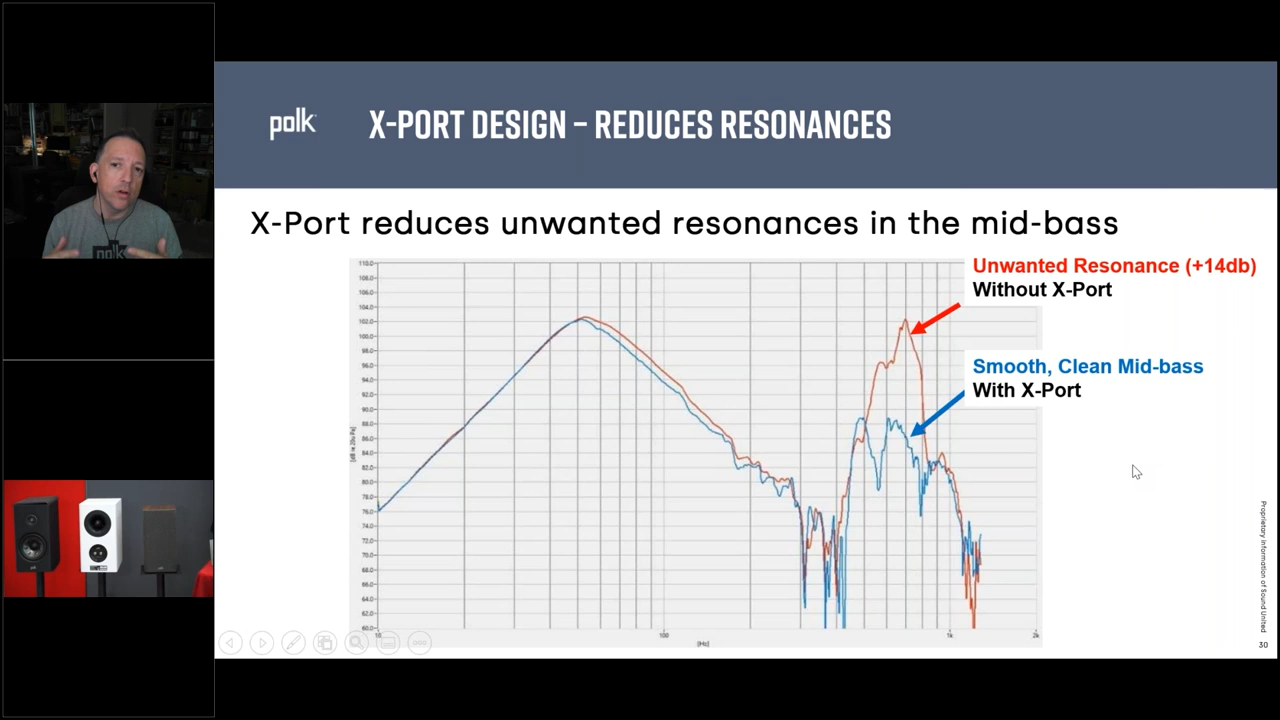 polk
X-PORT DESIGN – REDUCES RESONANCES
X-Port reduces unwanted resonances in the mid-bass
Unwanted Resonance (+14db)
Without X-Port
Smooth, Clean Mid-bass
With X-Port
110.0
108.0
106.0
104.0
102.0
100.0
98.0
96.0
94.0
92.0
90.0
88.0
86.0
84.0
82.0
80.0
78.0
76.0
74.0
72.0
70.0
68.0
66.0
64.0
62.0
60.0
10
100
1k
2k
[Hz]
Proprietary Information of Sound United
30
polk